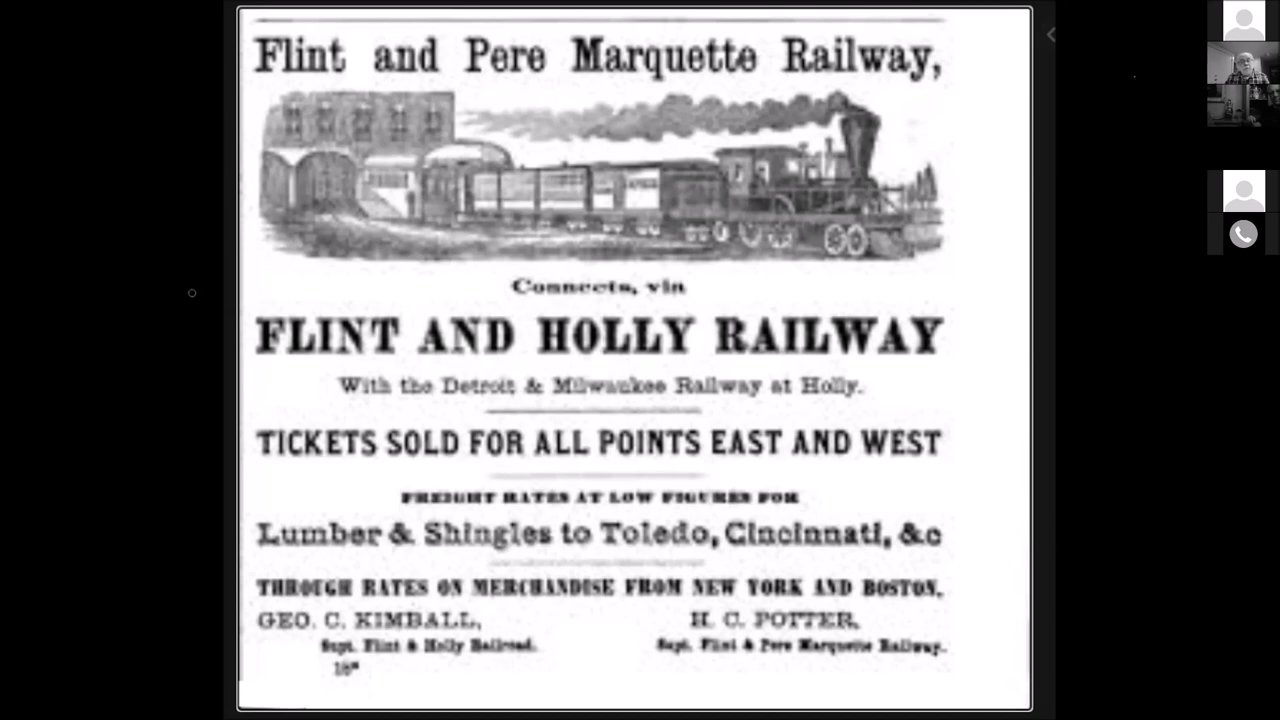 Flint and Pere Marquette Railway,
Connects, via
FLINT AND HOLLY RAILWAY
With the Detroit & Milwaukee Railway at Holly.
TICKETS SOLD FOR ALL POINTS EAST AND WEST
FREIGHT RATES AT LOW FIGURES FOR
Lumber & Shingles to Toledo, Cincinnati, &c
THROUGH RATES ON MERCHANDISE FROM NEW YORK AND BOSTON,
GEO. C. KIMBALL,
Supt. Flint & Holly Railroad.
H. C. POTTER,
Supt. Flint & Pere Marquette Railway.